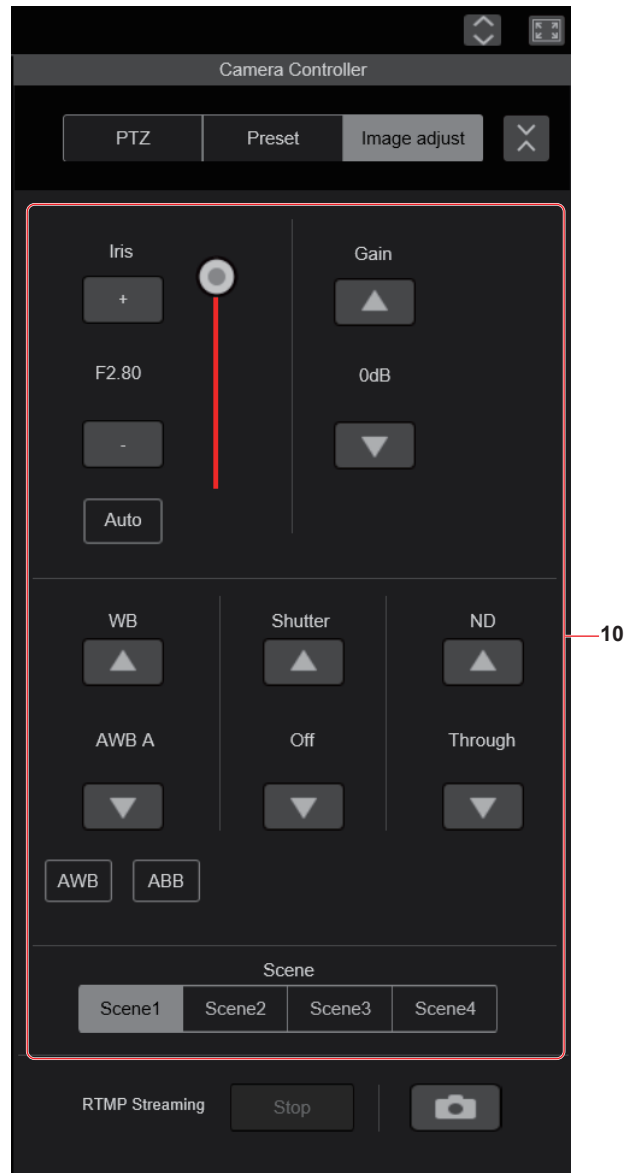 Camera Controller
PTZ Preset Image adjust
Iris Gain
+
F2.80 0dB
-
Auto
10
WB Shutter ND
AWB A Off Through
AWB ABB
Scene
Scene1 Scene2 Scene3 Scene4
RTMP Streaming Stop